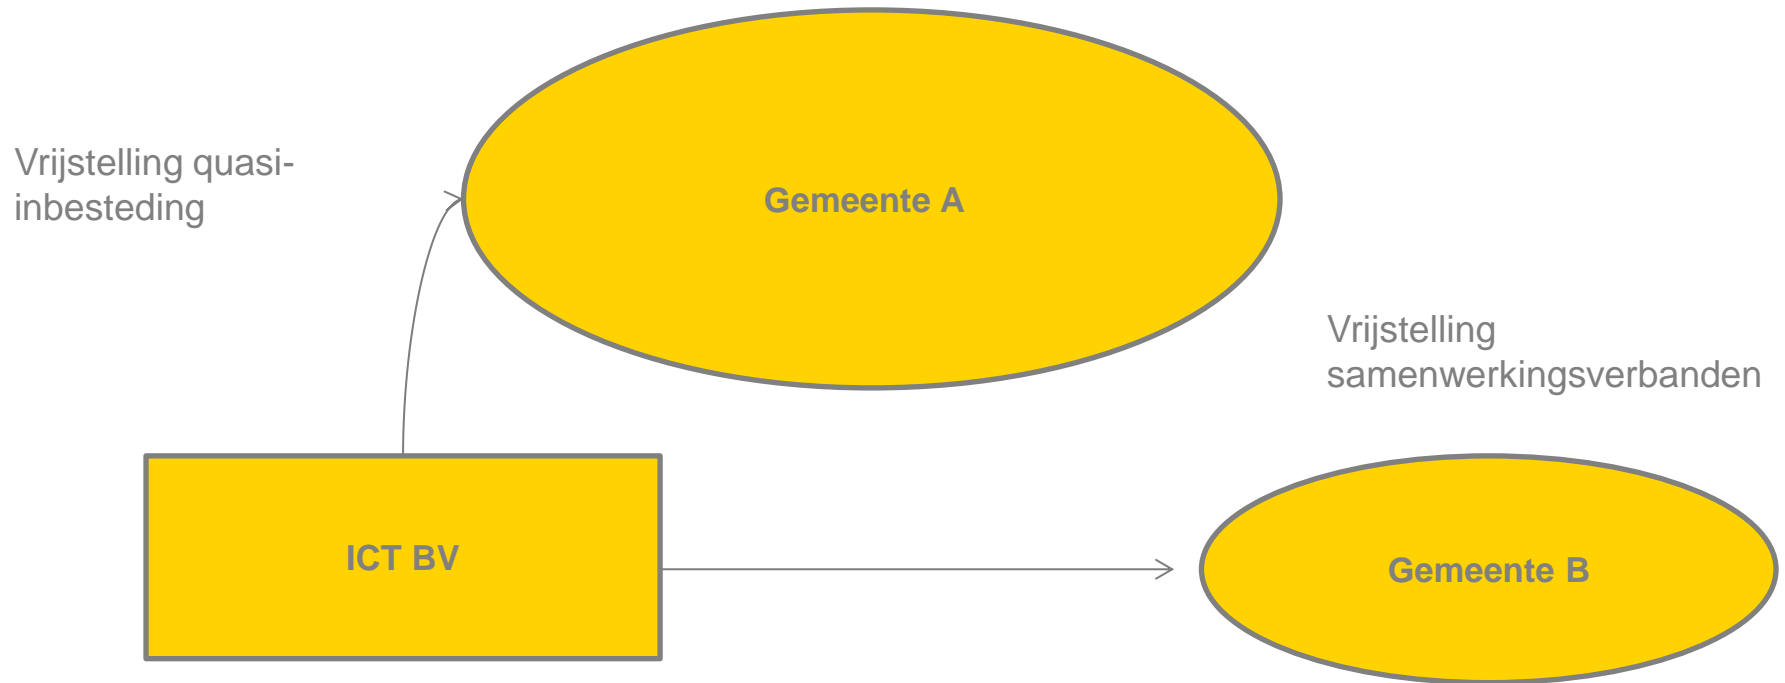 Vrijstelling quasi-
inbesteding
Gemeente A
Vrijstelling
samenwerkingsverbanden
ICT BV
Gemeente B